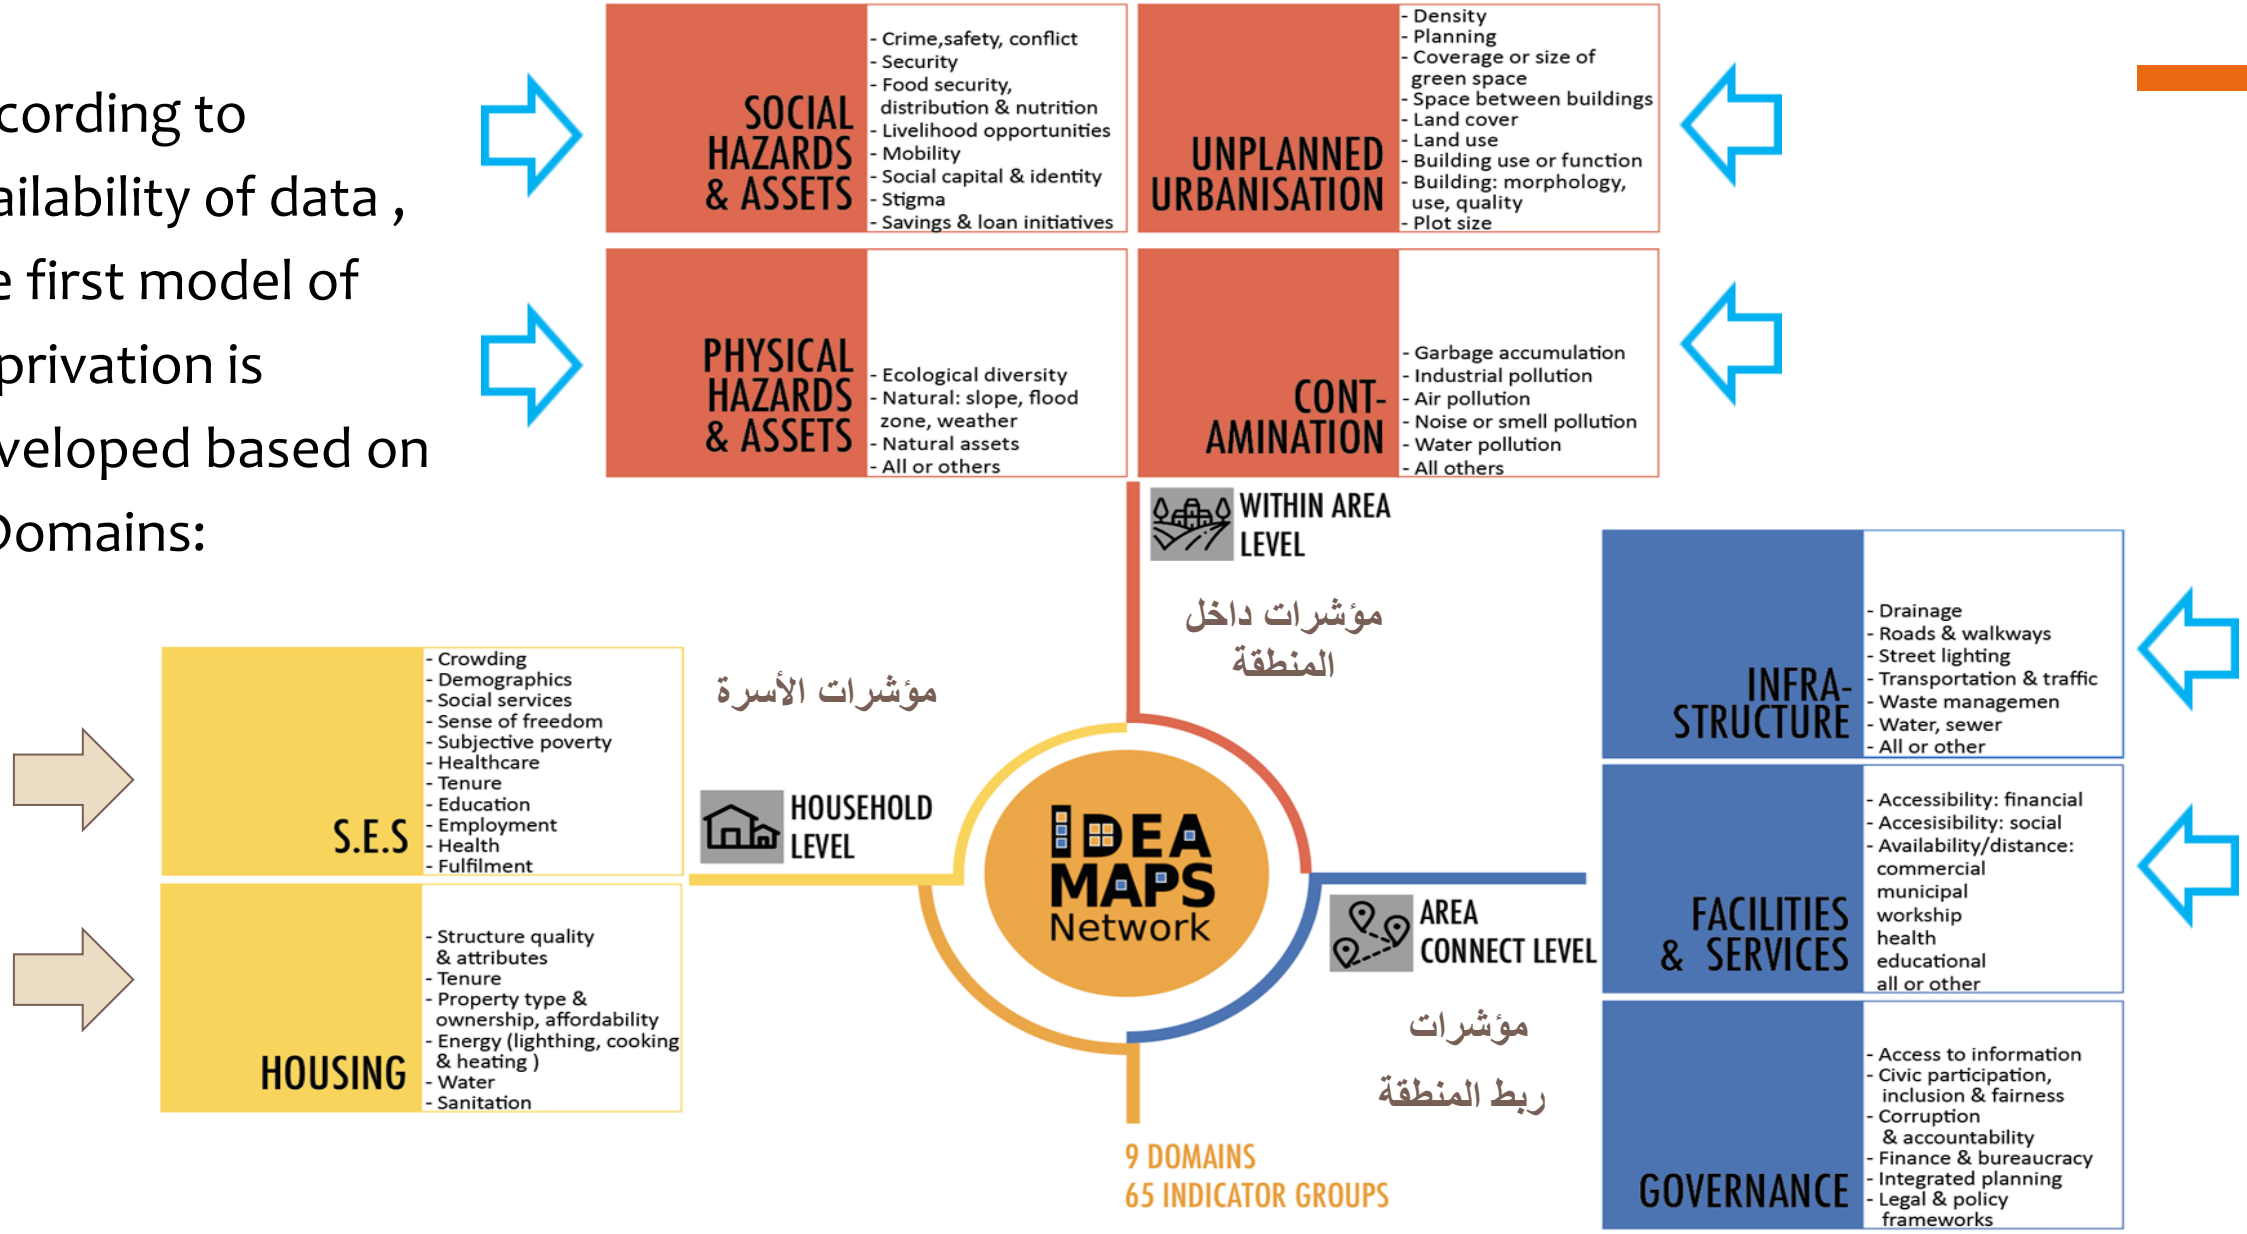 cording to
ailability of data ,
e first model of
privation is
veloped based on
Domains:
SOCIAL
HAZARDS
& ASSETS
- Crime,safety, conflict
- Security
- Food security,
distribution & nutrition
- Livelihood opportunities
- Mobility
- Social capital & identity
- Stigma
- Savings & loan initiatives
UNPLANNED
URBANISATION
- Density
- Planning
- Coverage or size of
green space
- Space between buildings
- Land cover
- Land use
- Building use or function
- Building: morphology,
use, quality
- Plot size
PHYSICAL
HAZARDS
& ASSETS
- Ecological diversity
- Natural: slope, flood
zone, weather
- Natural assets
- All or others
CONT-
AMINATION
- Garbage accumulation
- Industrial pollution
- Air pollution
- Noise or smell pollution
- Water pollution
- All others
WITHIN AREA
LEVEL
مؤشرات داخل
المنطقة
مؤشرات الأسرة
S.E.S
- Crowding
- Demographics
- Social services
- Sense of freedom
- Subjective poverty
- Healthcare
- Tenure
- Education
- Employment
- Health
- Fulfilment
HOUSING
- Structure quality
& attributes
- Tenure
- Property type &
ownership, affordability
- Energy (lighthing, cooking
& heating )
- Water
- Sanitation
HOUSEHOLD
LEVEL
IDEA
MAPS
Network
AREA
CONNECT LEVEL
مؤشرات
ربط المنطقة
INFRA-
STRUCTURE
- Drainage
- Roads & walkways
- Street lighting
- Transportation & traffic
- Waste managemen
- Water, sewer
- All or other
FACILITIES
& SERVICES
- Accessibility: financial
- Accesisibility: social
- Availability/distance:
commercial
municipal
workship
health
educational
all or other
GOVERNANCE
- Access to information
- Civic participation,
inclusion & fairness
- Corruption
& accountability
- Finance & bureaucracy
- Integrated planning
- Legal & policy
frameworks
9 DOMAINS
65 INDICATOR GROUPS